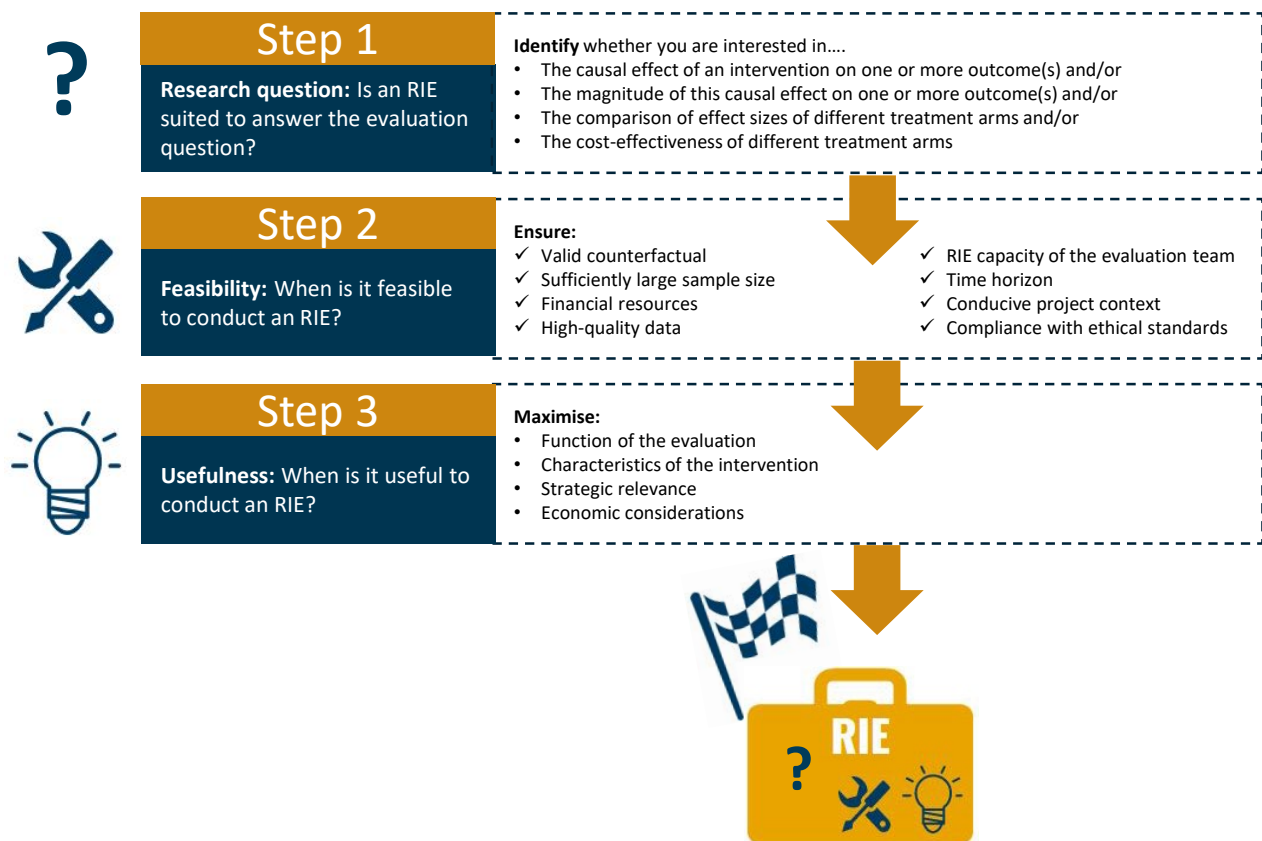 ?
Step 1
Research question: Is an RIE
suited to answer the evaluation
question?
Identify whether you are interested in....
• The causal effect of an intervention on one or more outcome(s) and/or
• The magnitude of this causal effect on one or more outcome(s) and/or
• The comparison of effect sizes of different treatment arms and/or
• The cost-effectiveness of different treatment arms
Step 2
Feasibility: When is it feasible
to conduct an RIE?
Ensure:
✓ Valid counterfactual
✓ Sufficiently large sample size
✓ Financial resources
✓ High-quality data
✓ RIE capacity of the evaluation team
✓ Time horizon
✓ Conducive project context
✓ Compliance with ethical standards
Step 3
Usefulness: When is it useful to
conduct an RIE?
Maximise:
• Function of the evaluation
• Characteristics of the intervention
• Strategic relevance
• Economic considerations
RIE
?